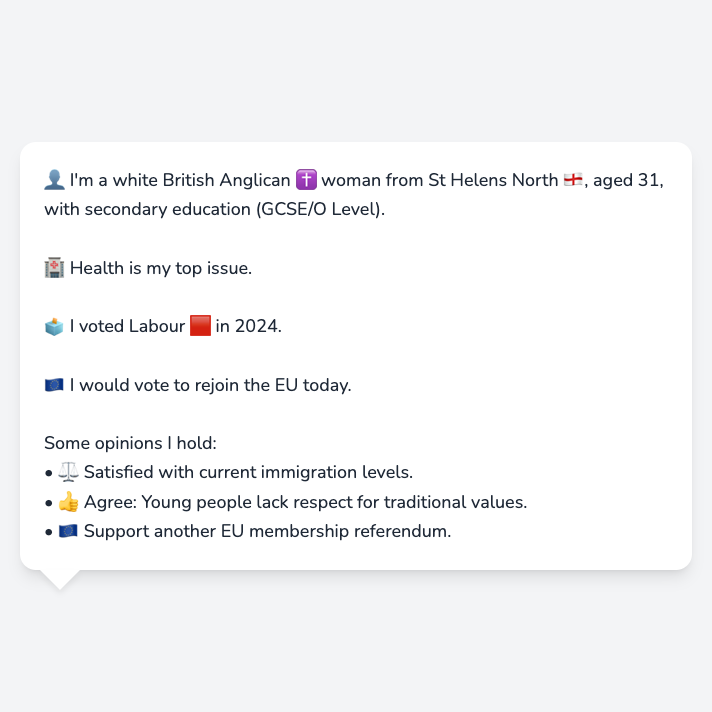 👤 I'm a white British Anglican ✝️ woman from St Helens North 🏴󠁧󠁢󠁥󠁮󠁧󠁿, aged 31,
with secondary education (GCSE/O Level).
🏥 Health is my top issue.
🗳️ I voted Labour 🟥 in 2024.
🇪🇺 I would vote to rejoin the EU today.
Some opinions I hold:
• ⚖️ Satisfied with current immigration levels.
• 👍 Agree: Young people lack respect for traditional values.
• 🇪🇺 Support another EU membership referendum.